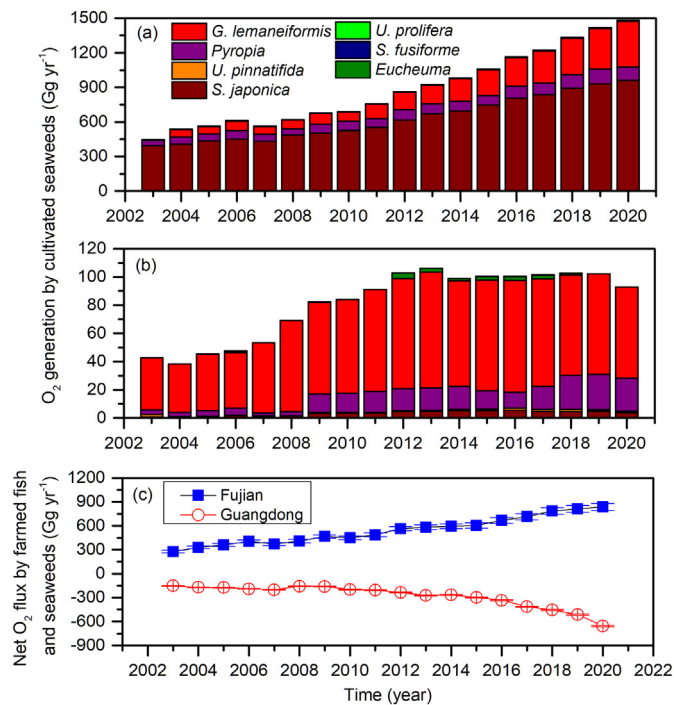 (a)
G. lemaneiformis
Pyropia
U. pinnatifida
S. japonica
U. prolifera
S. fusiforme
Eucheuma
1500
1200
900
600
300
0
2002 2004 2006 2008 2010 2012 2014 2016 2018 2020
O₂ generation by cultivated seaweeds (Gg yr⁻¹)
(b)
120
100
80
60
40
20
0
2002 2004 2006 2008 2010 2012 2014 2016 2018 2020
(c)
Fujian
Guangdong
1200
900
600
300
0
-300
-600
-900
Net O₂ flux by farmed fish
and seaweeds (Gg yr⁻¹)
2002 2004 2006 2008 2010 2012 2014 2016 2018 2020 2022
Time (year)